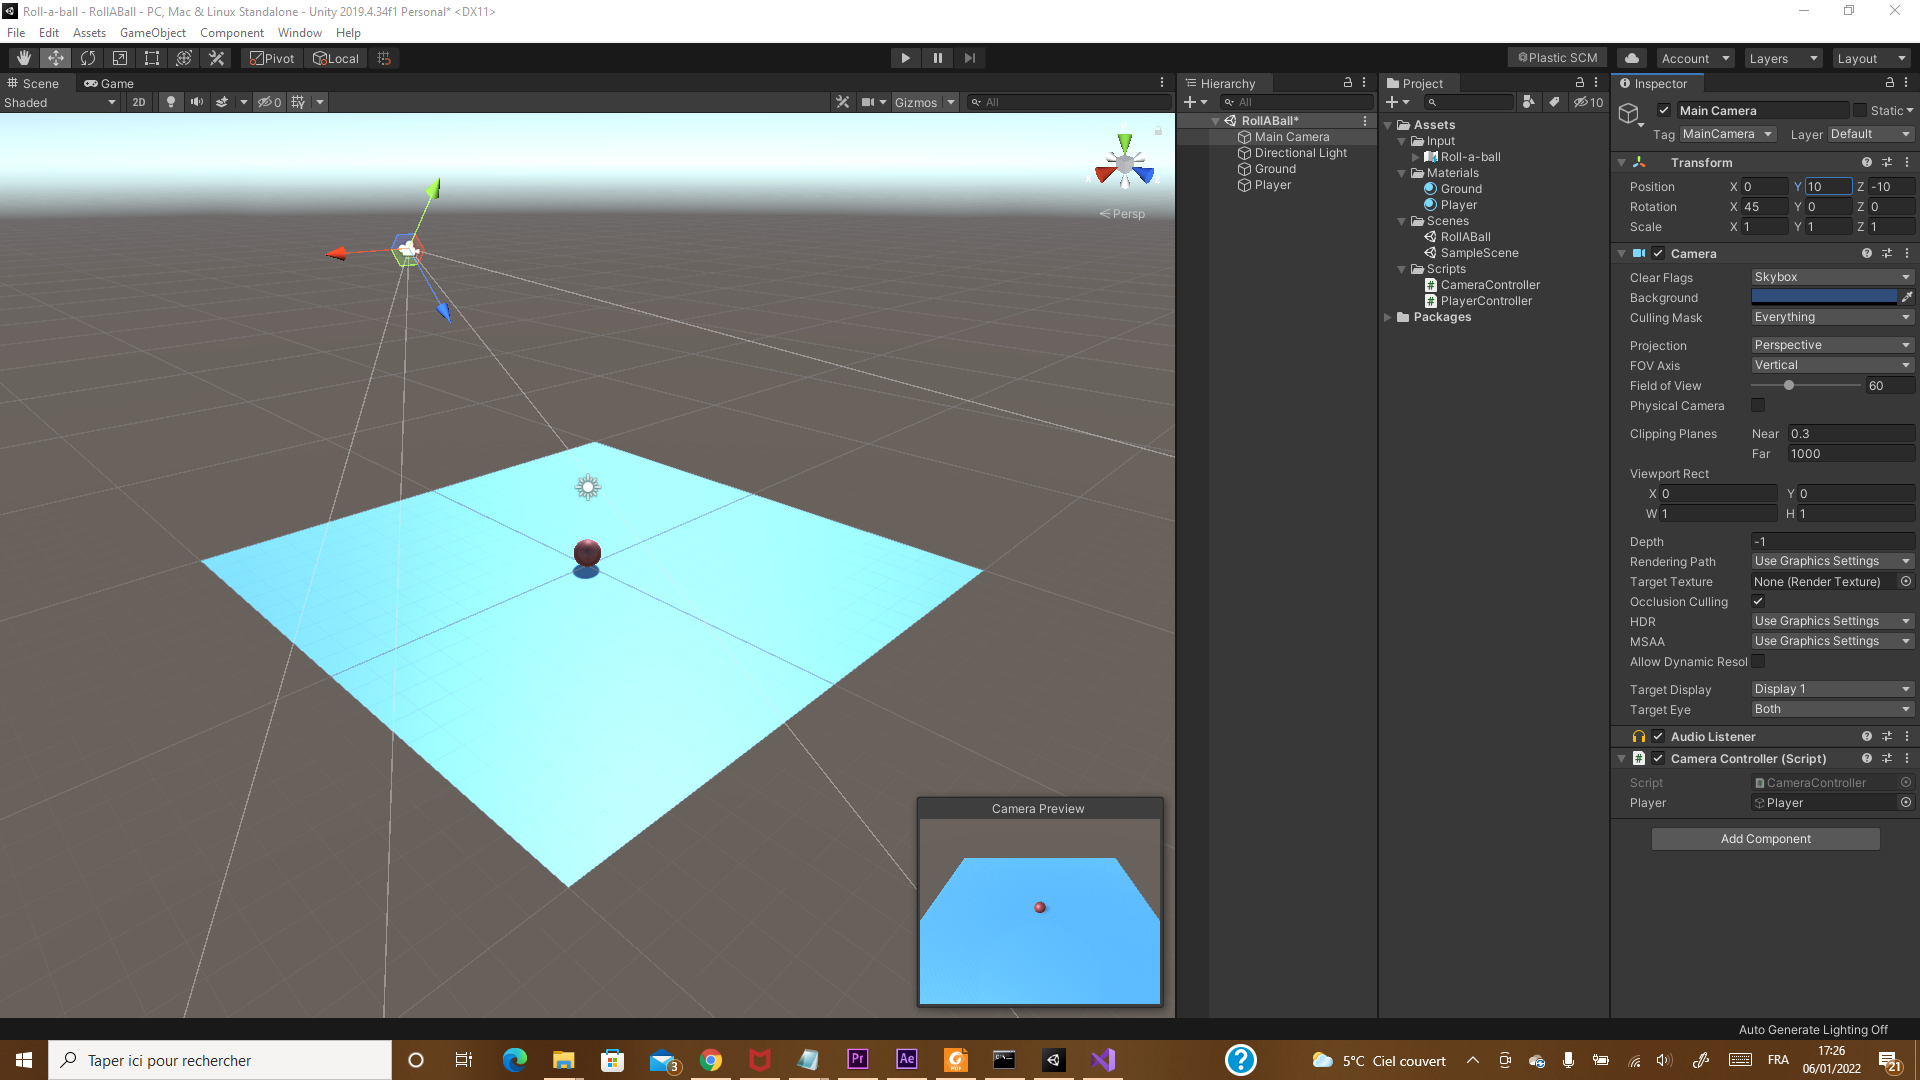 Roll-a-ball - RollABall - PC, Mac & Linux Standalone - Unity 2019.4.34f1 Personal* <DX11>
File Edit Assets GameObject Component Window Help
Pivot Local Plastic SCM Account Layers Layout
Scene Game
Shaded 2D 0 Gizmos All
Persp
Camera Preview
Hierarchy
All
RollABall*
Main Camera
Directional Light
Ground
Player
Project
10
Assets
Input
Roll-a-ball
Materials
Ground
Player
Scenes
RollABall
SampleScene
Scripts
CameraController
PlayerController
Packages
Inspector
Main Camera Static
Tag MainCamera Layer Default
Transform
Position X 0 Y 10 Z -10
Rotation X 45 Y 0 Z 0
Scale X 1 Y 1 Z 1
Camera
Clear Flags Skybox
Background
Culling Mask Everything
Projection Perspective
FOV Axis Vertical
Field of View 60
Physical Camera
Clipping Planes Near 0.3
Far 1000
Viewport Rect
X 0 Y 0
W 1 H 1
Depth -1
Rendering Path Use Graphics Settings
Target Texture None (Render Texture)
Occlusion Culling
HDR Use Graphics Settings
MSAA Use Graphics Settings
Allow Dynamic Resol
Target Display Display 1
Target Eye Both
Audio Listener
Camera Controller (Script)
Script CameraController
Player Player
Add Component
Auto Generate Lighting Off
Taper ici pour rechercher
3
Pr
Ae
5°C Ciel couvert
FRA
17:26
06/01/2022
21